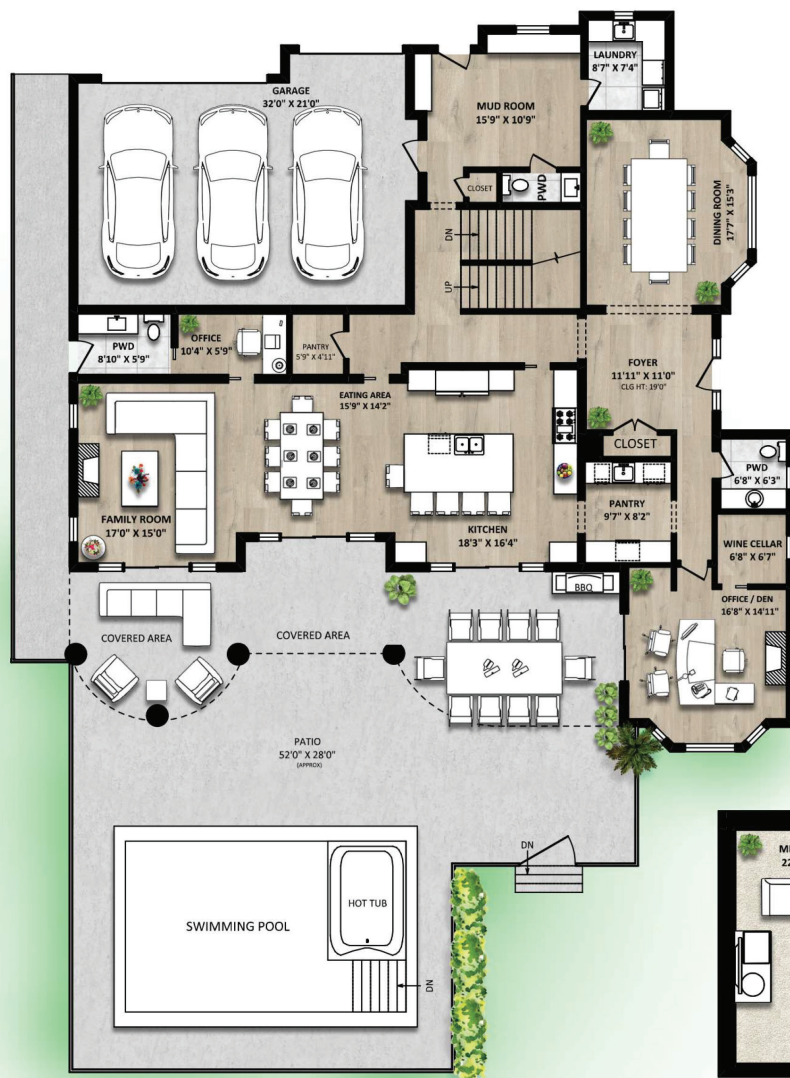 LAUNDRY
8'7" X 7'4"
GARAGE
32'0" X 21'0"
MUD ROOM
15'9" X 10'9"
CLOSET
PWD
DINING ROOM
17'7" X 15'3"
DN
UP
PWD
8'10" X 5'9"
OFFICE
10'4" X 5'9"
PANTRY
5'9" X 4'11"
FOYER
11'11" X 11'0"
CLG HT: 19'0"
EATING AREA
15'9" X 14'2"
CLOSET
PWD
6'8" X 6'3"
FAMILY ROOM
17'0" X 15'0"
KITCHEN
18'3" X 16'4"
PANTRY
9'7" X 8'2"
WINE CELLAR
6'8" X 6'7"
BBQ
OFFICE / DEN
16'8" X 14'11"
COVERED AREA
COVERED AREA
PATIO
52'0" X 28'0"
(APPROX)
DN
HOT TUB
SWIMMING POOL
DN